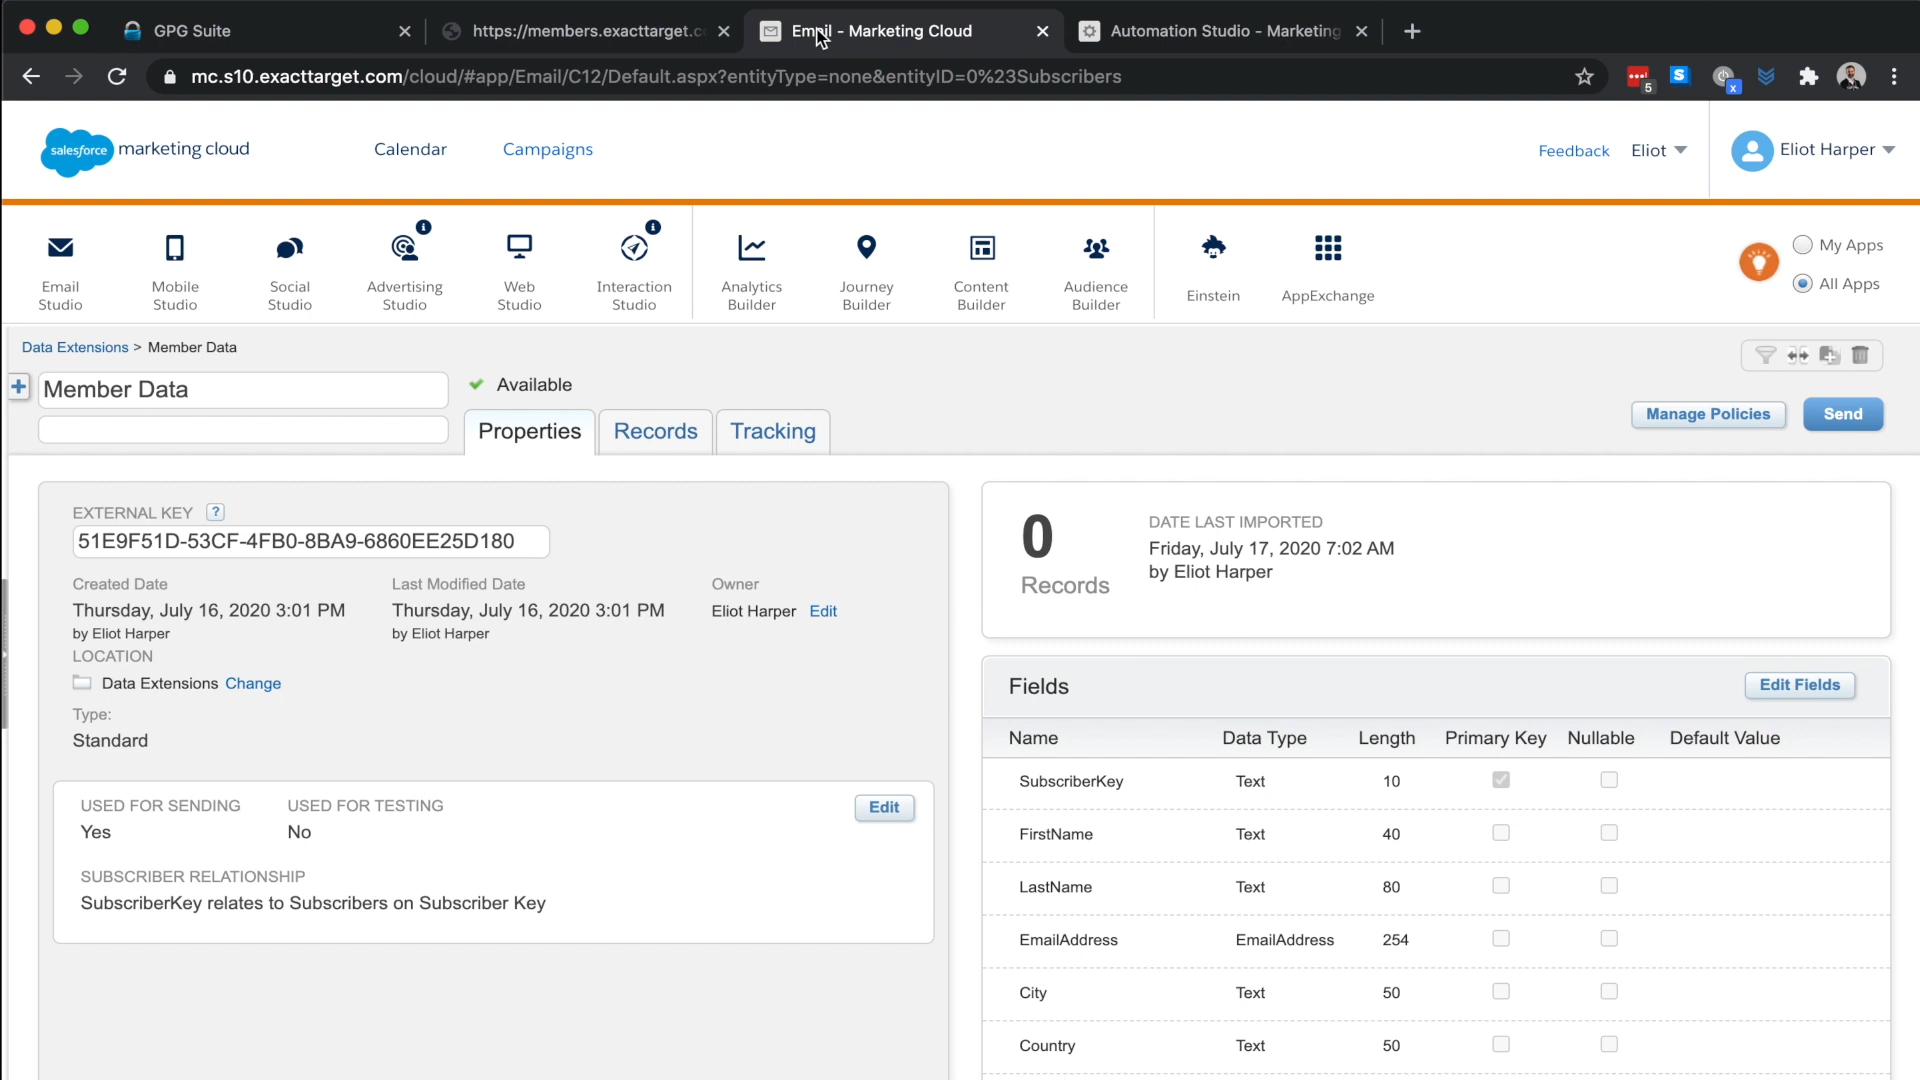 GPG Suite
https://members.exacttarget.c
Email - Marketing Cloud
Automation Studio - Marketing
mc.s10.exacttarget.com/cloud/#app/Email/C12/Default.aspx?entityType=none&entityID=0%23Subscribers
5
S
x
salesforce marketing cloud
Calendar
Campaigns
Feedback
Eliot
Eliot Harper
Email Studio
Mobile Studio
Social Studio
Advertising Studio
Web Studio
Interaction Studio
Analytics Builder
Journey Builder
Content Builder
Audience Builder
Einstein
AppExchange
My Apps
All Apps
Data Extensions > Member Data
Member Data
Available
Properties
Records
Tracking
Manage Policies
Send
EXTERNAL KEY ?
51E9F51D-53CF-4FB0-8BA9-6860EE25D180
Created Date
Thursday, July 16, 2020 3:01 PM
by Eliot Harper
Last Modified Date
Thursday, July 16, 2020 3:01 PM
by Eliot Harper
Owner
Eliot Harper Edit
LOCATION
Data Extensions Change
Type:
Standard
USED FOR SENDING
Yes
USED FOR TESTING
No
Edit
SUBSCRIBER RELATIONSHIP
SubscriberKey relates to Subscribers on Subscriber Key
0
Records
DATE LAST IMPORTED
Friday, July 17, 2020 7:02 AM
by Eliot Harper
Fields
Edit Fields
Name Data Type Length Primary Key Nullable Default Value
SubscriberKey Text 10
FirstName Text 40
LastName Text 80
EmailAddress EmailAddress 254
City Text 50
Country Text 50